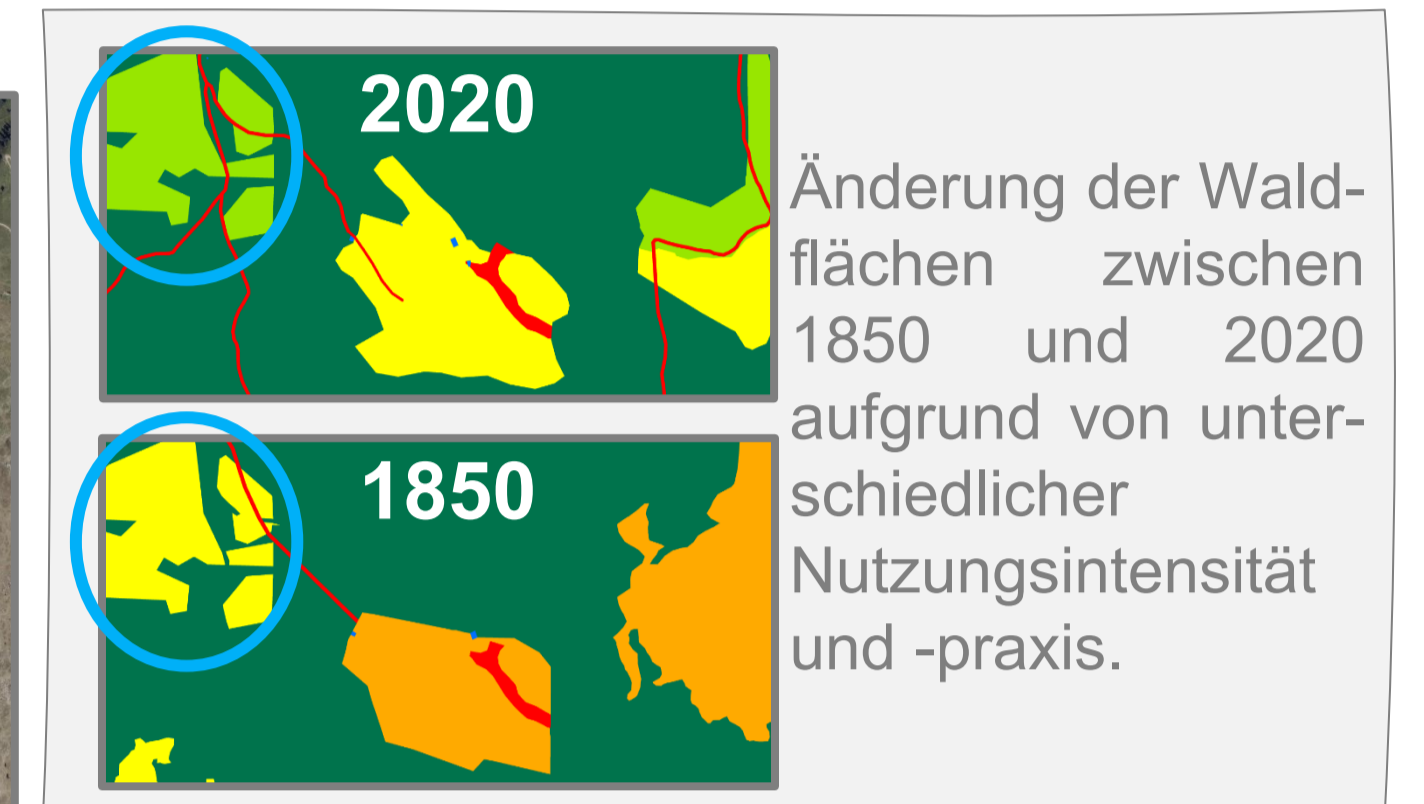 2020
1850
Änderung der Wald-
flächen zwischen
1850 und 2020
aufgrund von unter-
schiedlicher
Nutzungsintensität
und -praxis.